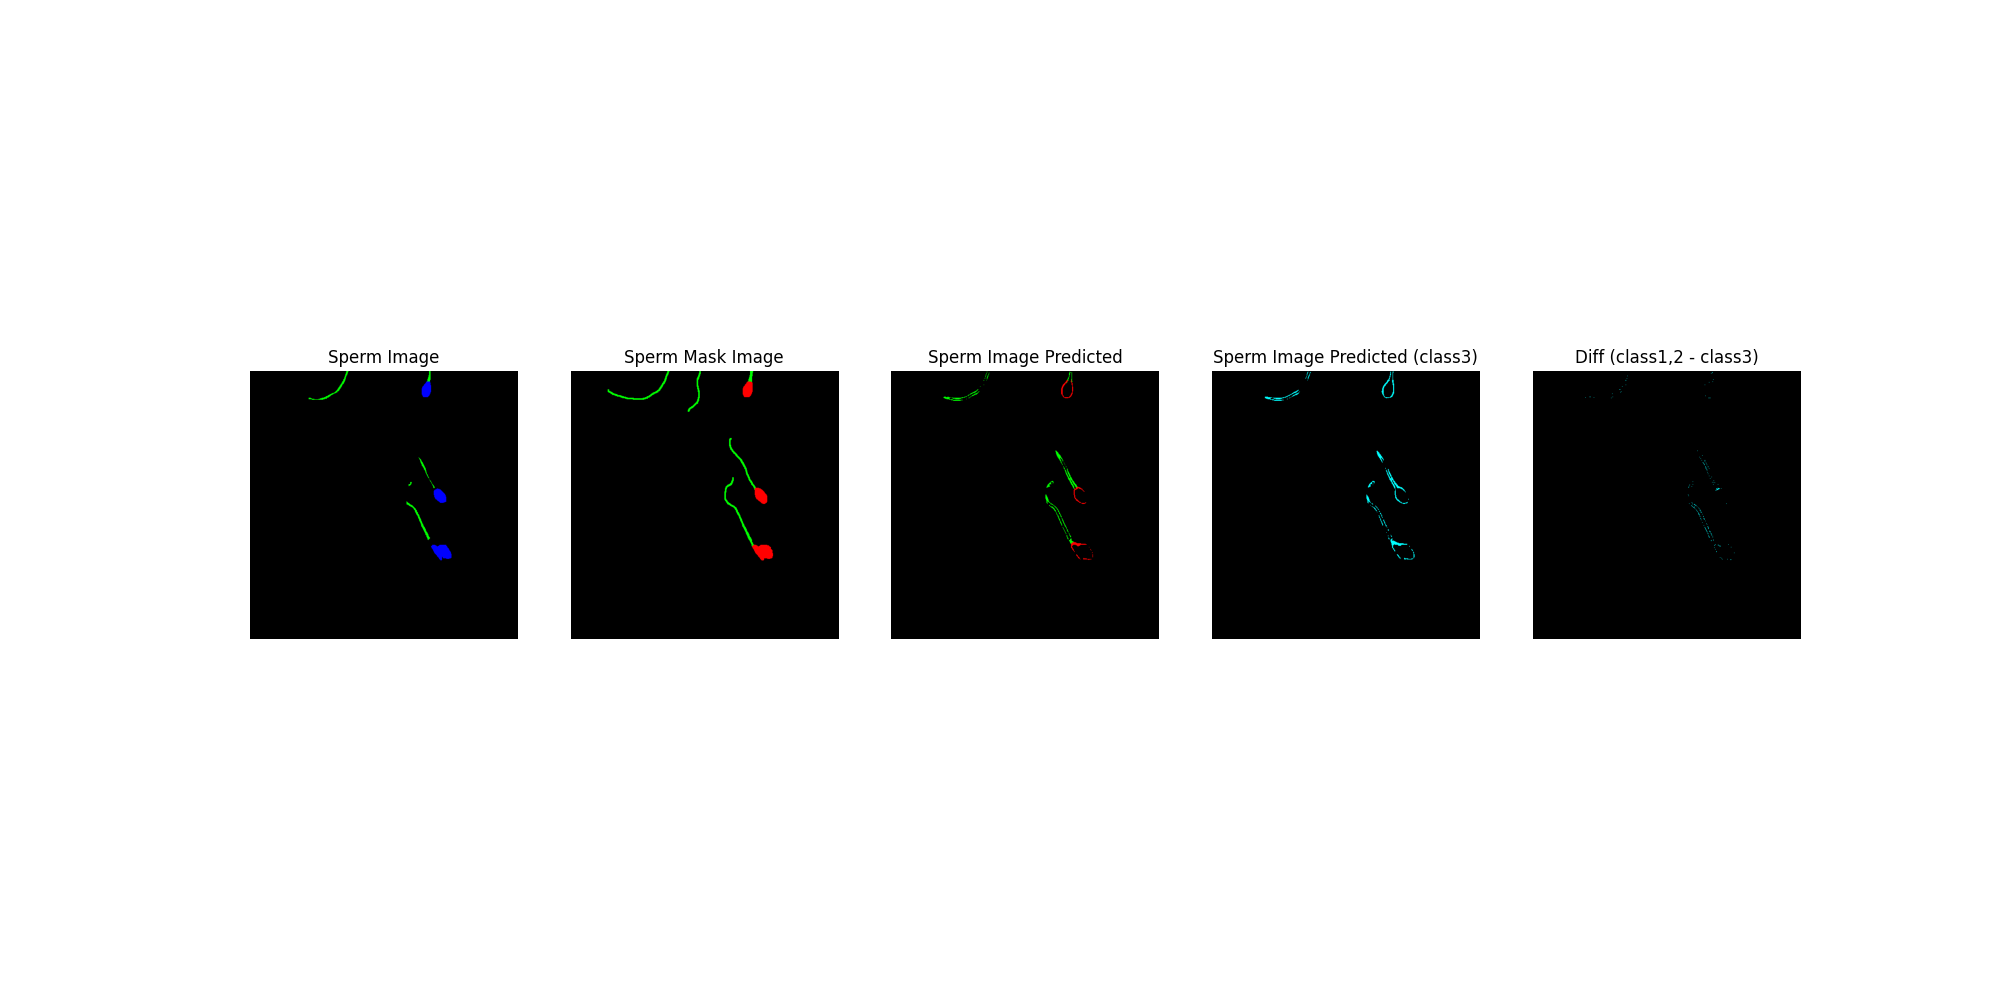 Sperm Image
Sperm Mask Image
Sperm Image Predicted
Sperm Image Predicted (class3)
Diff (class1,2 - class3)